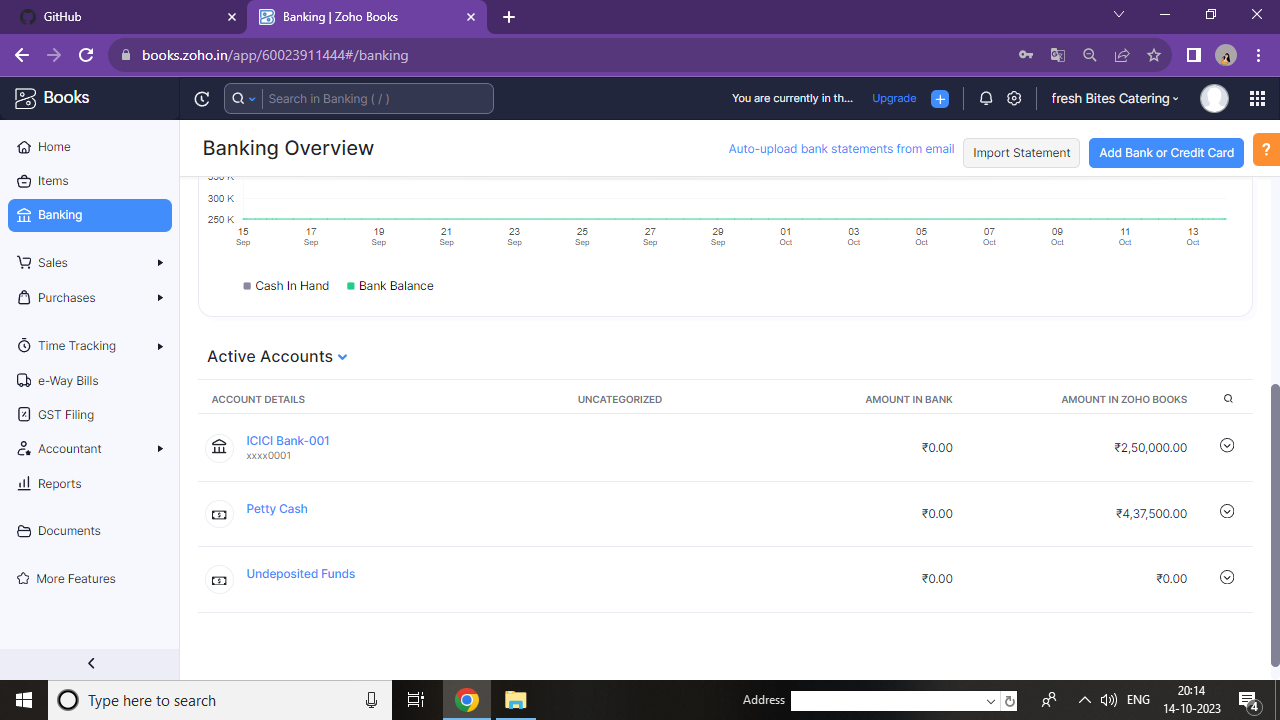 GitHub
Banking | Zoho Books
books.zoho.in/app/60023911444#/banking
Books
Search in Banking ( / )
You are currently in th...
Upgrade
fresh Bites Catering
Home
Items
Banking
Sales
Purchases
Time Tracking
e-Way Bills
GST Filing
Accountant
Reports
Documents
More Features
Banking Overview
Auto-upload bank statements from email
Import Statement
Add Bank or Credit Card
?
350 K
300 K
250 K
15 17 19 21 23 25 27 29 01 03 05 07 09 11 13
Sep Sep Sep Sep Sep Sep Sep Sep Oct Oct Oct Oct Oct Oct Oct
Cash In Hand Bank Balance
Active Accounts
ACCOUNT DETAILS UNCATEGORIZED AMOUNT IN BANK AMOUNT IN ZOHO BOOKS
ICICI Bank-001 ₹0.00 ₹2,50,000.00
xxxx0001
Petty Cash ₹0.00 ₹4,37,500.00
Undeposited Funds ₹0.00 ₹0.00
Type here to search
Address
ENG
20:14
14-10-2023
4